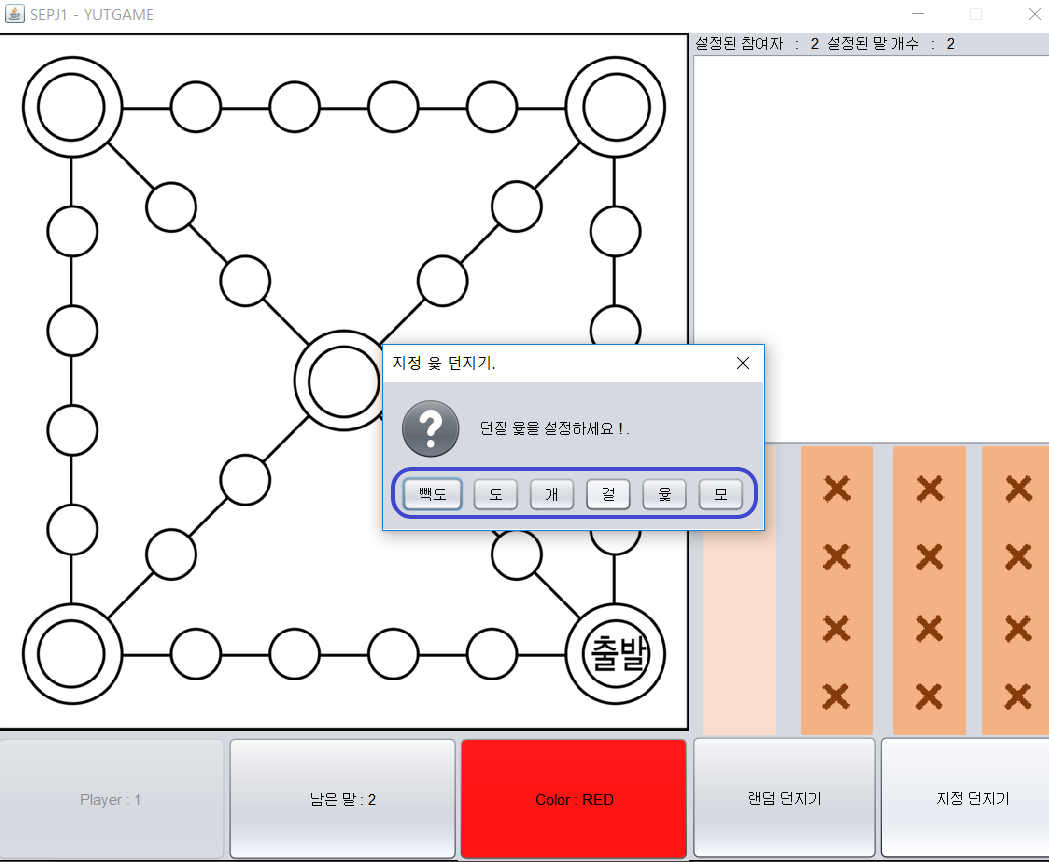 SEPJ1 - YUTGAME
설정된 참여자 : 2 설정된 말 개수 : 2
지정 윷 던지기.
?
던질 윷을 설정하세요 ! .
빽도 도 개 걸 윷 모
출발
Player : 1 남은 말 : 2 Color : RED 랜덤 던지기 지정 던지기